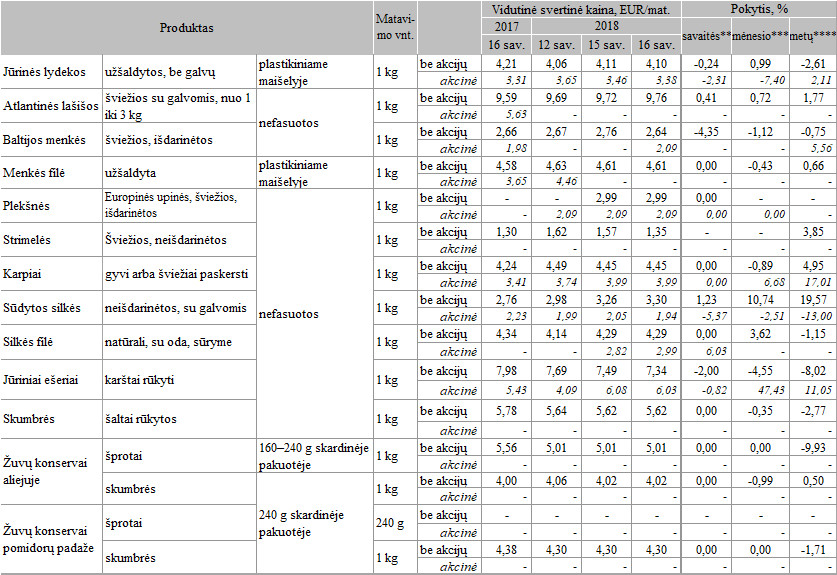 Produktas Matavi-mo vnt. Vidutinė svertinė kaina, EUR/mat. Pokytis, %
2017 2018 savaitės** mėnesio*** metų****
16 sav. 12 sav. 15 sav. 16 sav.
Jūrinės lydekos užšaldytos, be galvų plastikiniame maišelyje 1 kg be akcijų 4,21 4,06 4,11 4,10 -0,24 0,99 -2,61
akcinė 3,31 3,65 3,46 3,38 -2,31 -7,40 2,11
Atlantinės lašišos šviežios su galvomis, nuo 1 iki 3 kg nefasuotos 1 kg be akcijų 9,59 9,69 9,72 9,76 0,41 0,72 1,77
akcinė 5,63 - - - - - -
Baltijos menkės šviežios, išdarinėtos 1 kg be akcijų 2,66 2,67 2,76 2,64 -4,35 -1,12 -0,75
akcinė 1,98 - - 2,09 - - 5,56
Menkės filė užšaldyta plastikiniame maišelyje 1 kg be akcijų 4,58 4,63 4,61 4,61 0,00 -0,43 0,66
akcinė 3,65 4,46 - - - - -
Plekšnės Europinės upinės, šviežios, išdarinėtos nefasuotos 1 kg be akcijų - - 2,99 2,99 0,00 - -
akcinė - 2,09 2,09 2,09 0,00 0,00 -
Strimelės Šviežios, neišdarinėtos 1 kg be akcijų 1,30 1,62 1,57 1,35 - - 3,85
akcinė - - - - - - -
Karpiai gyvi arba šviežiai paskersti 1 kg be akcijų 4,24 4,49 4,45 4,45 0,00 -0,89 4,95
akcinė 3,41 3,74 3,99 3,99 0,00 6,68 17,01
Sūdytos silkės neišdarinėtos, su galvomis 1 kg be akcijų 2,76 2,98 3,26 3,30 1,23 10,74 19,57
akcinė 2,23 1,99 2,05 1,94 -5,37 -2,51 -13,00
Silkės filė natūrali, su oda, sūryme 1 kg be akcijų 4,34 4,14 4,29 4,29 0,00 3,62 -1,15
akcinė - - 2,82 2,99 6,03 - -
Jūriniai ešeriai karštai rūkyti 1 kg be akcijų 7,98 7,69 7,49 7,34 -2,00 -4,55 -8,02
akcinė 5,43 4,09 6,08 6,03 -0,82 47,43 11,05
Skumbrės šaltai rūkytos 1 kg be akcijų 5,78 5,64 5,62 5,62 0,00 -0,35 -2,77
akcinė - - - - - - -
Žuvų konservai aliejuje šprotai 160–240 g skardinėje pakuotėje 1 kg be akcijų 5,56 5,01 5,01 5,01 0,00 0,00 -9,93
akcinė - - - - - - -
skumbrės 240 g skardinėje pakuotėje 1 kg be akcijų 4,00 4,06 4,02 4,02 0,00 -0,99 0,50
akcinė - - - - - - -
Žuvų konservai pomidorų padaže šprotai 240 g be akcijų - - - - - - -
akcinė - - - - - - -
skumbrės 1 kg be akcijų 4,38 4,30 4,30 4,30 0,00 0,00 -1,71
akcinė - - - - - - -